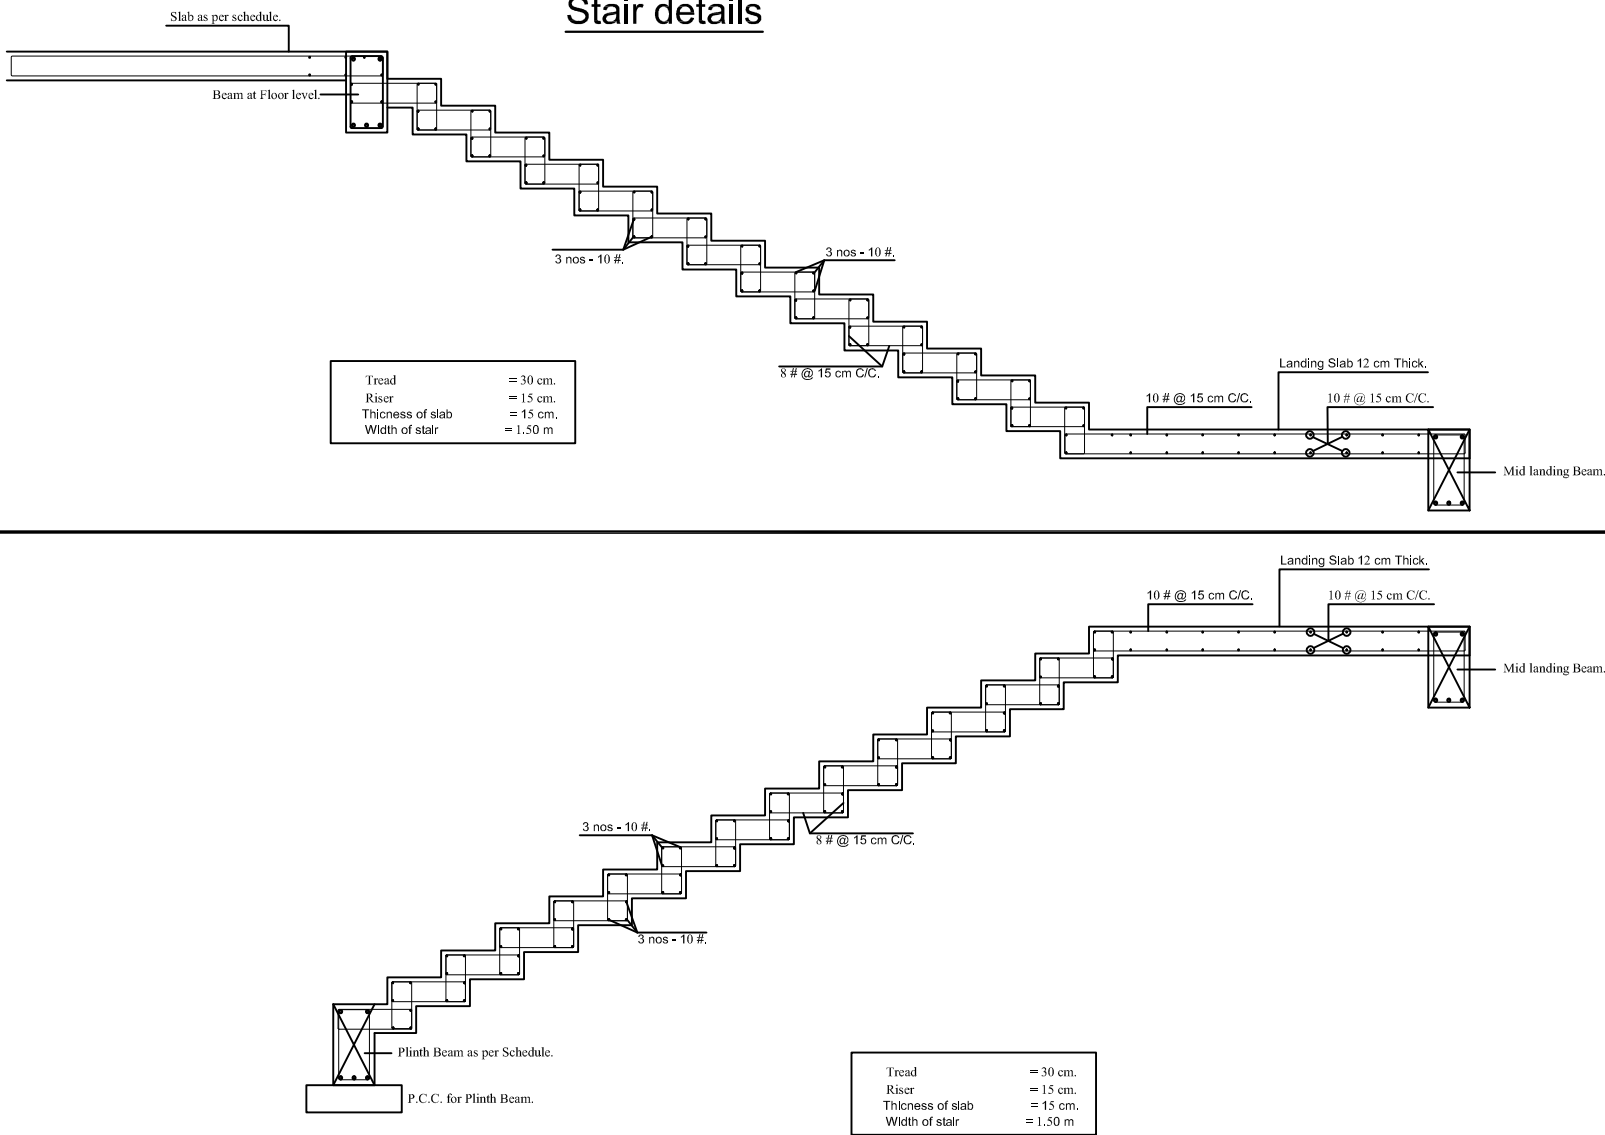 Stair details
Slab as per schedule.
Beam at Floor level.
3 nos - 10 #.
3 nos - 10 #.
8 # @ 15 cm C/C.
Landing Slab 12 cm Thick.
10 # @ 15 cm C/C.
10 # @ 15 cm C/C.
Mid landing Beam.
Tread = 30 cm.
Riser = 15 cm.
Thicness of slab = 15 cm.
Width of stair = 1.50 m
Landing Slab 12 cm Thick.
10 # @ 15 cm C/C.
10 # @ 15 cm C/C.
Mid landing Beam.
3 nos - 10 #.
8 # @ 15 cm C/C.
3 nos - 10 #.
Plinth Beam as per Schedule.
P.C.C. for Plinth Beam.
Tread = 30 cm.
Riser = 15 cm.
Thicness of slab = 15 cm.
Width of stair = 1.50 m